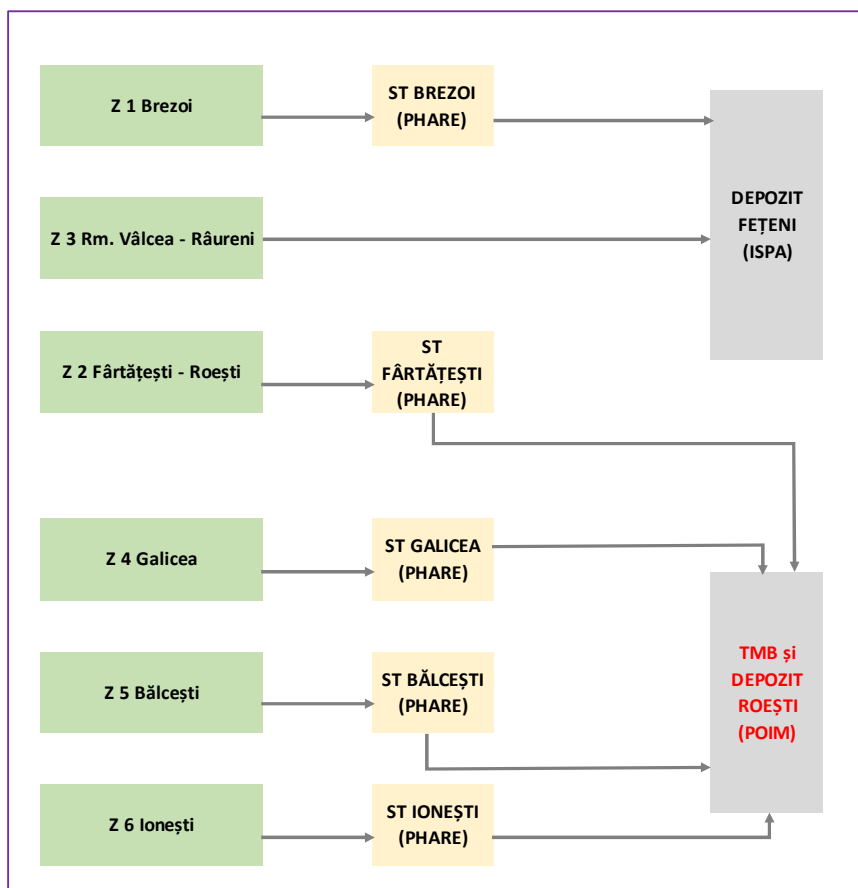 Z 1 Brezoi
ST BREZOI
(PHARE)
DEPOZIT
FEȚENI
(ISPA)
Z 3 Rm. Vâlcea - Râureni
Z 2 Fârtățești - Roești
ST
FÂRTĂȚEȘTI
(PHARE)
Z 4 Galicea
ST GALICEA
(PHARE)
TMB și
DEPOZIT
ROEȘTI
(POIM)
Z 5 Bălcești
ST BĂLCEȘTI
(PHARE)
Z 6 Ionești
ST IONEȘTI
(PHARE)